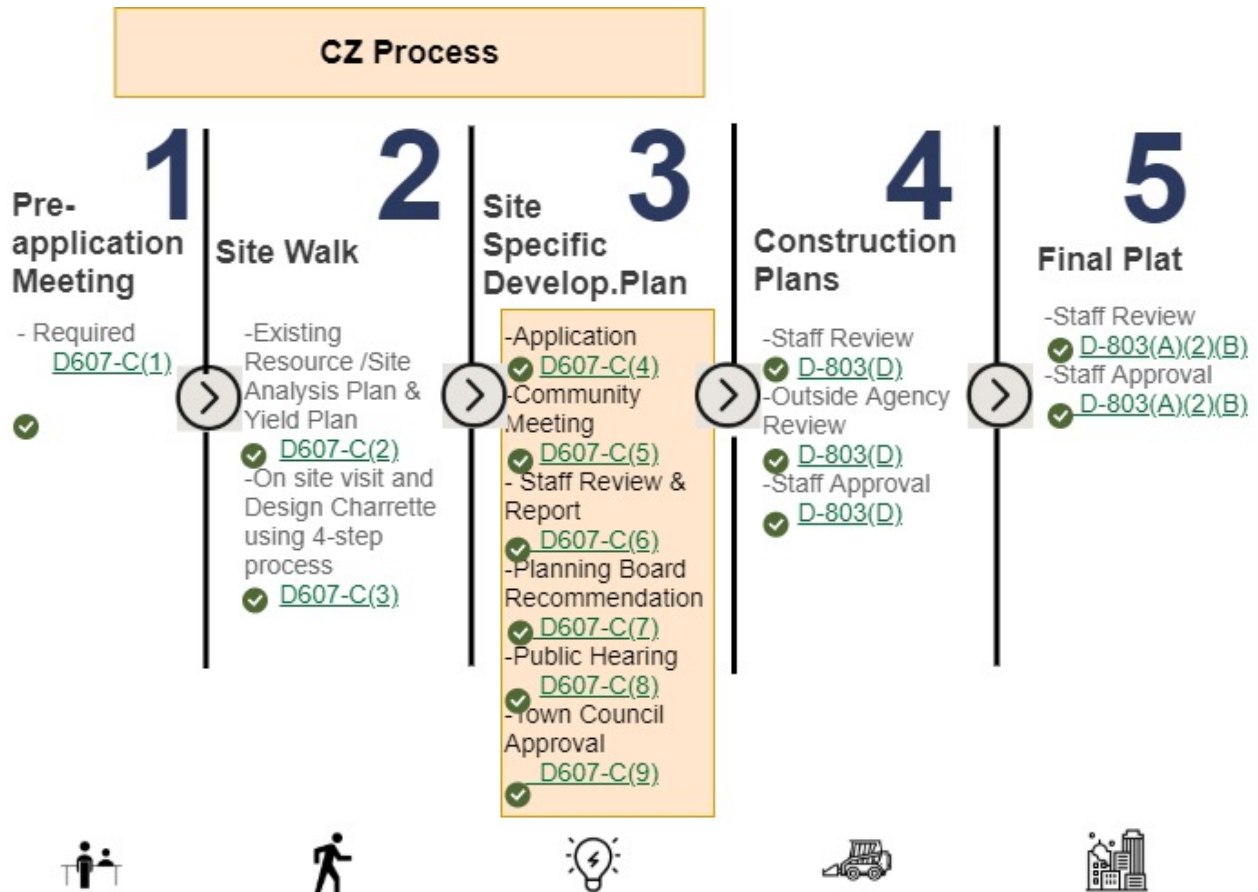 CZ Process
1
Pre-
application
Meeting
- Required
D607-C(1)
2
Site Walk
-Existing
Resource /Site
Analysis Plan &
Yield Plan
D607-C(2)
-On site visit and
Design Charrette
using 4-step
process
D607-C(3)
3
Site
Specific
Develop.Plan
-Application
D607-C(4)
-Community
Meeting
D607-C(5)
- Staff Review &
Report
D607-C(6)
-Planning Board
Recommendation
D607-C(7)
-Public Hearing
D607-C(8)
-Town Council
Approval
D607-C(9)
4
Construction
Plans
-Staff Review
D-803(D)
-Outside Agency
Review
D-803(D)
-Staff Approval
D-803(D)
5
Final Plat
-Staff Review
D-803(A)(2)(B)
-Staff Approval
D-803(A)(2)(B)